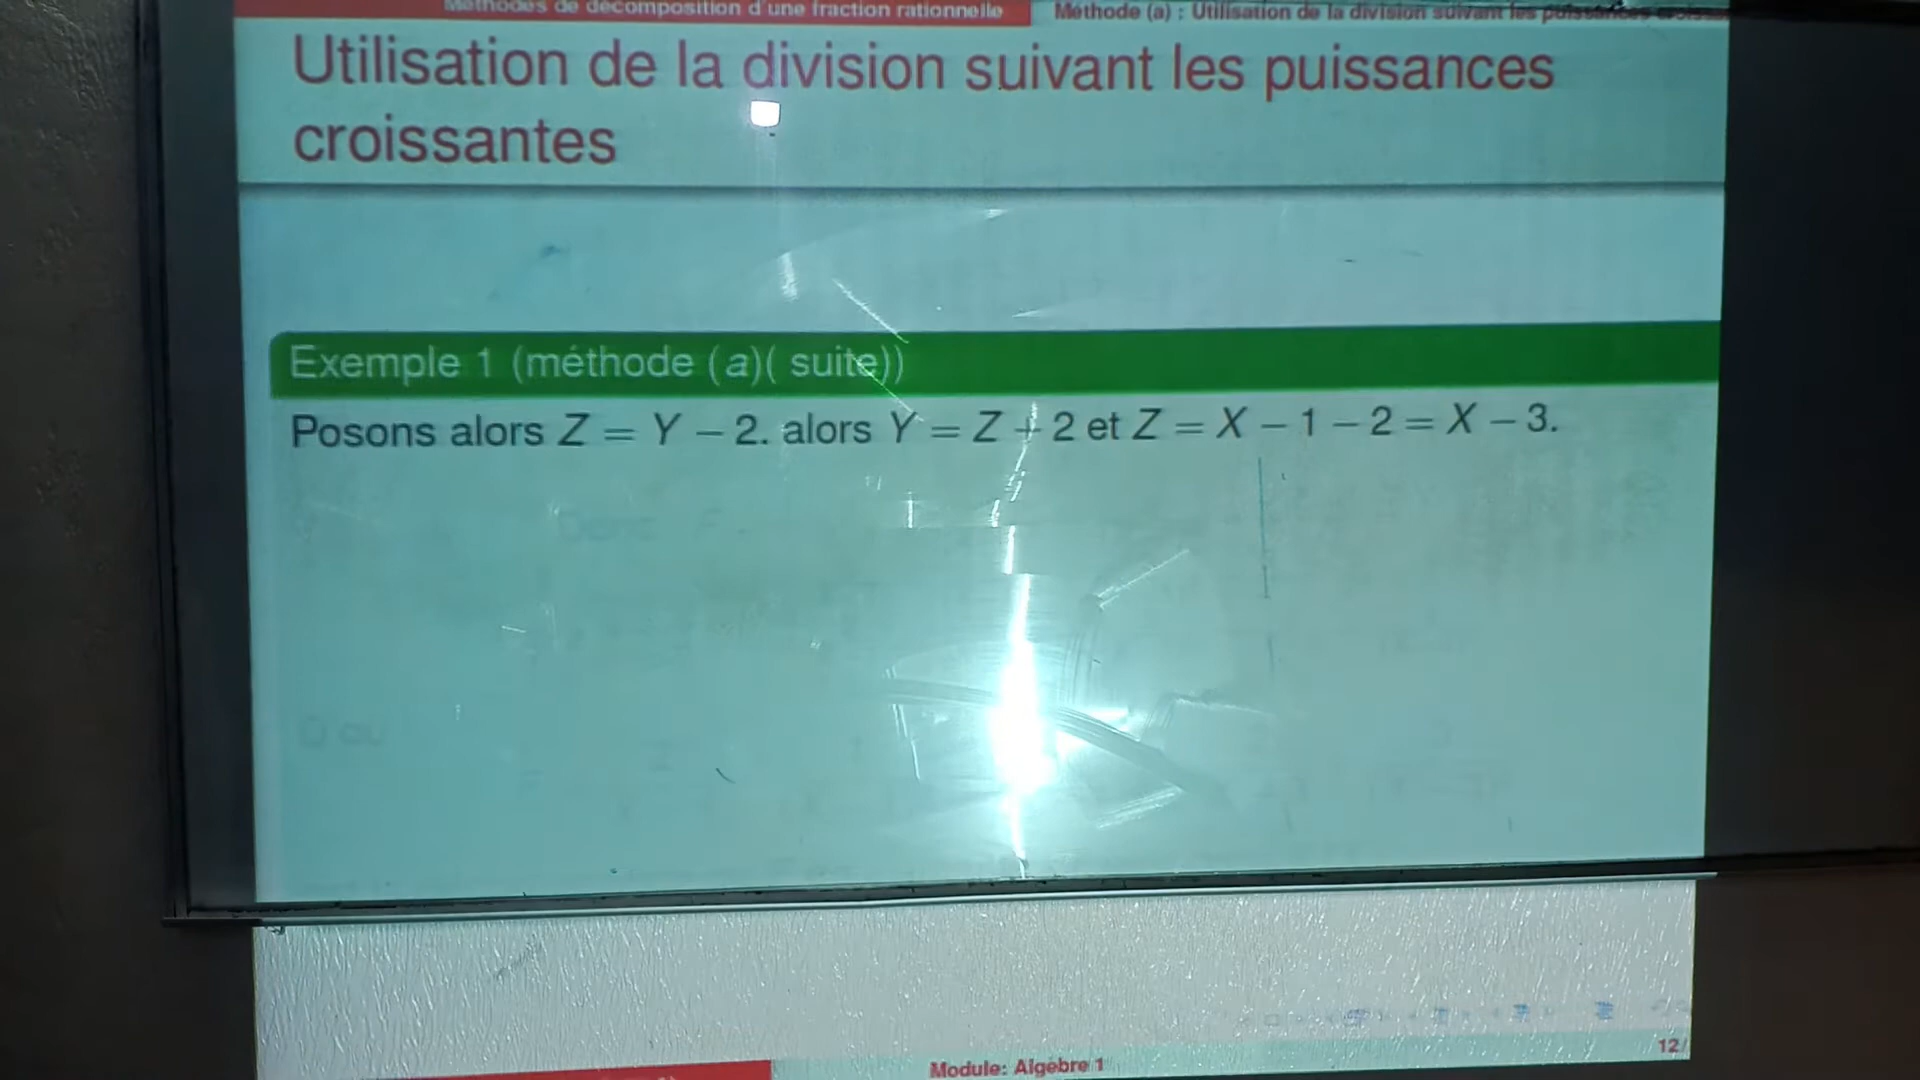 Méthodes de décomposition d'une fraction rationnelle
Méthode (a) : Utilisation de la division suivant les puissances
Utilisation de la division suivant les puissances
croissantes
Exemple 1 (méthode (a)( suite))
Posons alors Z = Y − 2. alors Y = Z + 2 et Z = X − 1 − 2 = X − 3.
Module: Algèbre 1
12/